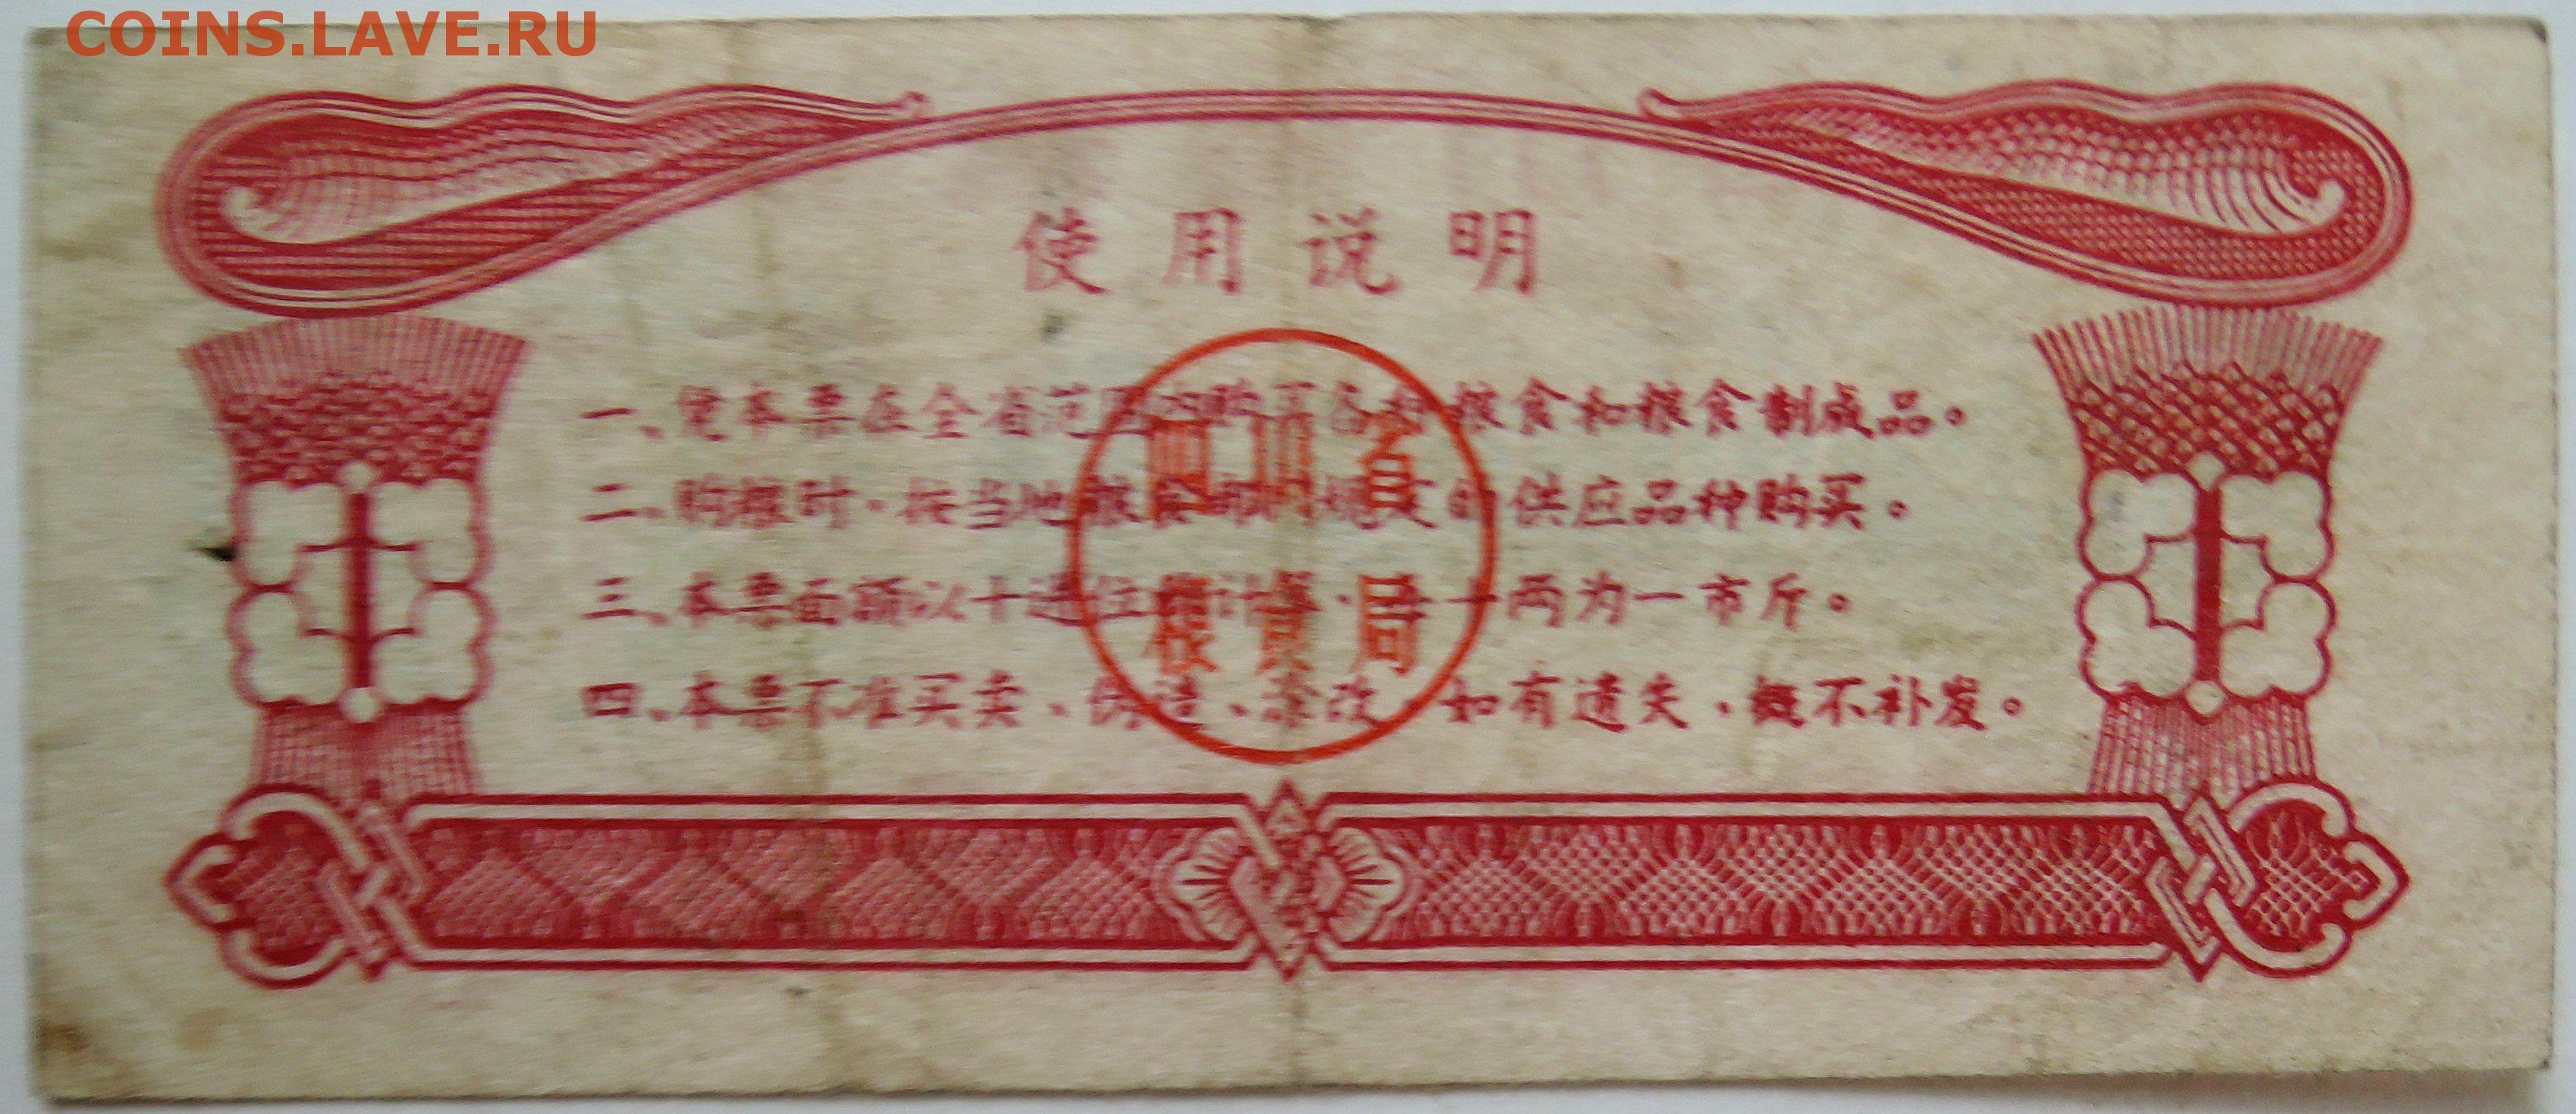 COINS.LAVE.RU
使用说明
一、凭本票在全省范围内购买各种粮食和粮食制成品。
二、购粮时,按当地粮食部门规定的供应品种购买。
三、本票面额以十进位制计算,每十两为一市斤。
四、本票不准买卖、伪造、涂改,如有遗失,概不补发。
四川省
粮食局